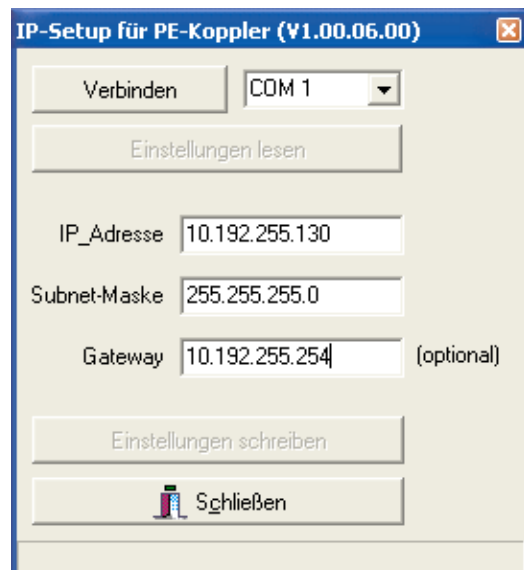 IP-Setup für PE-Koppler (V1.00.06.00)
Verbinden COM 1
Einstellungen lesen
IP_Adresse 10.192.255.130
Subnet-Maske 255.255.255.0
Gateway 10.192.255.254 (optional)
Einstellungen schreiben
Schließen